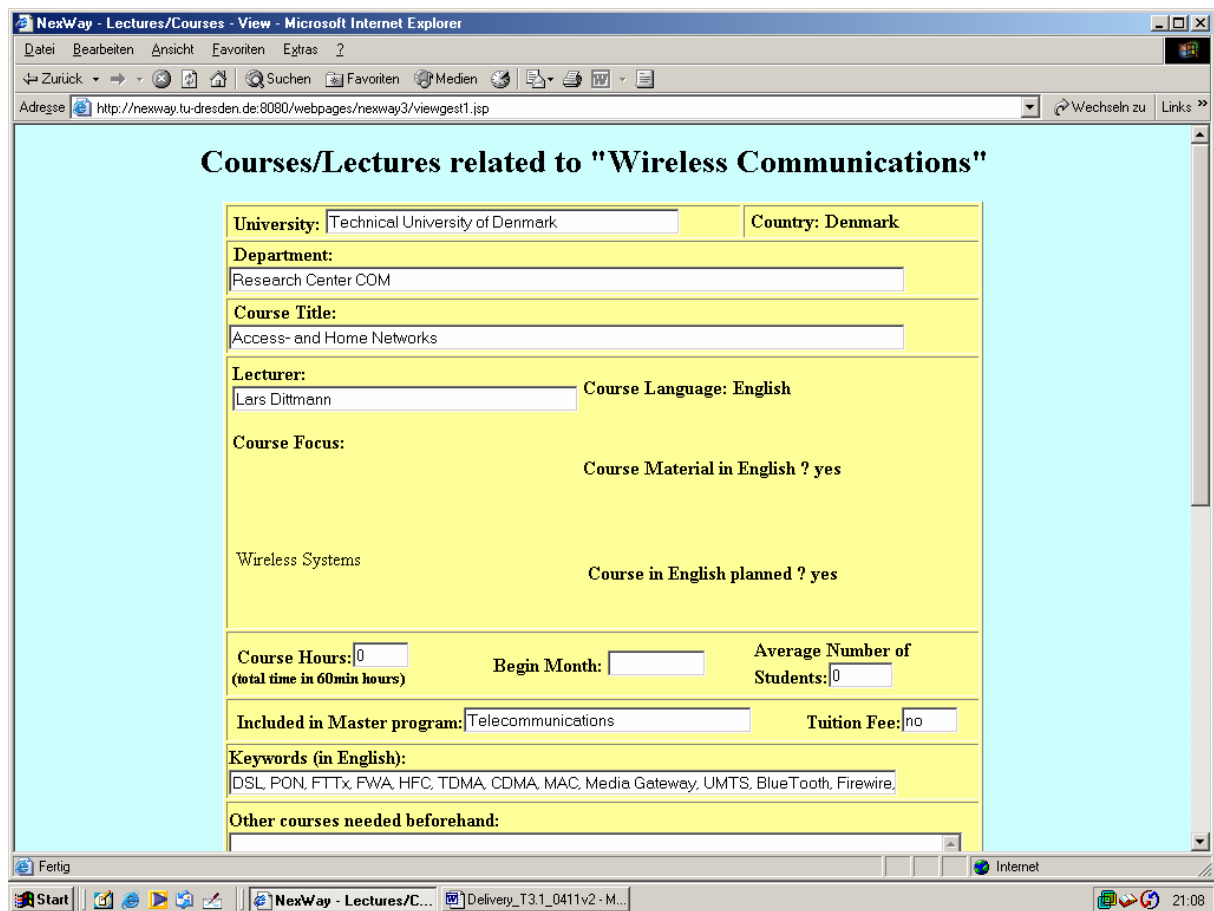 NexWay - Lectures/Courses - View - Microsoft Internet Explorer
Datei Bearbeiten Ansicht Favoriten Extras ?
Zurück Suchen Favoriten Medien
Adresse http://nexway.tu-dresden.de:8080/webpages/nexway3/viewgest1.jsp Wechseln zu Links »
Courses/Lectures related to "Wireless Communications"
University: Technical University of Denmark Country: Denmark
Department:
Research Center COM
Course Title:
Access- and Home Networks
Lecturer:
Lars Dittmann
Course Language: English
Course Focus:
Course Material in English ? yes
Wireless Systems
Course in English planned ? yes
Course Hours: 0
(total time in 60min hours)
Begin Month:
Average Number of
Students: 0
Included in Master program: Telecommunications Tuition Fee: no
Keywords (in English):
DSL, PON, FTTx, FWA, HFC, TDMA, CDMA, MAC, Media Gateway, UMTS, BlueTooth, Firewire,
Other courses needed beforehand:
Fertig Internet
Start NexWay - Lectures/C... Delivery_T3.1_0411v2 - M... 21:08